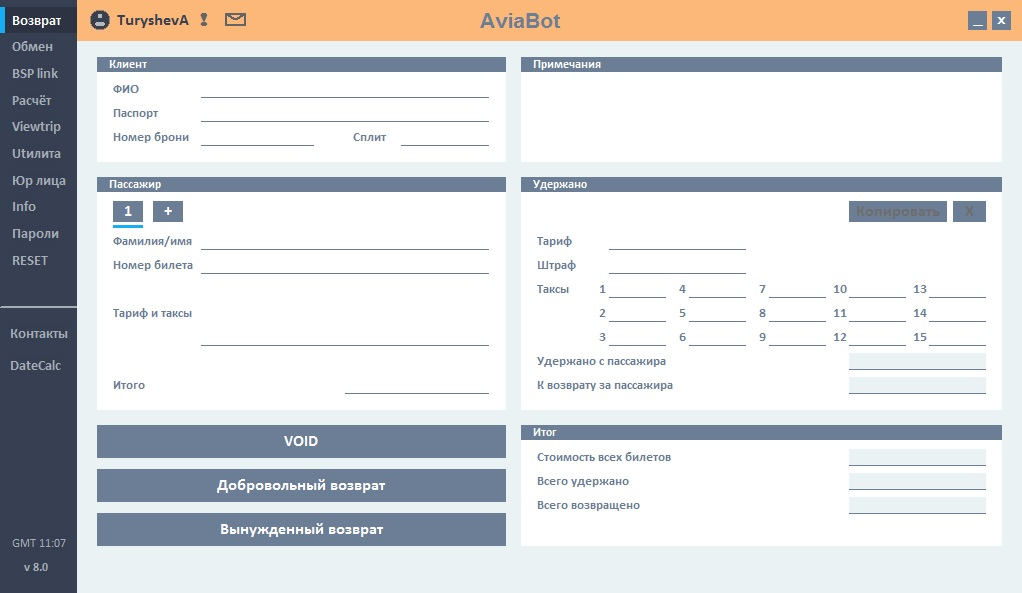 Возврат
Обмен
BSP link
Расчёт
Viewtrip
Uтилита
Юр лица
Info
Пароли
RESET
Контакты
DateCalc
GMT 11:07
v 8.0
TuryshevA
AviaBot
_ X
Клиент
ФИО
Паспорт
Номер брони Сплит
Примечания
Пассажир
1 +
Фамилия/имя
Номер билета
Тариф и таксы
Итого
Удержано
Копировать X
Тариф
Штраф
Таксы 1 4 7 10 13
2 5 8 11 14
3 6 9 12 15
Удержано с пассажира
К возврату за пассажира
VOID
Добровольный возврат
Вынужденный возврат
Итог
Стоимость всех билетов
Всего удержано
Всего возвращено